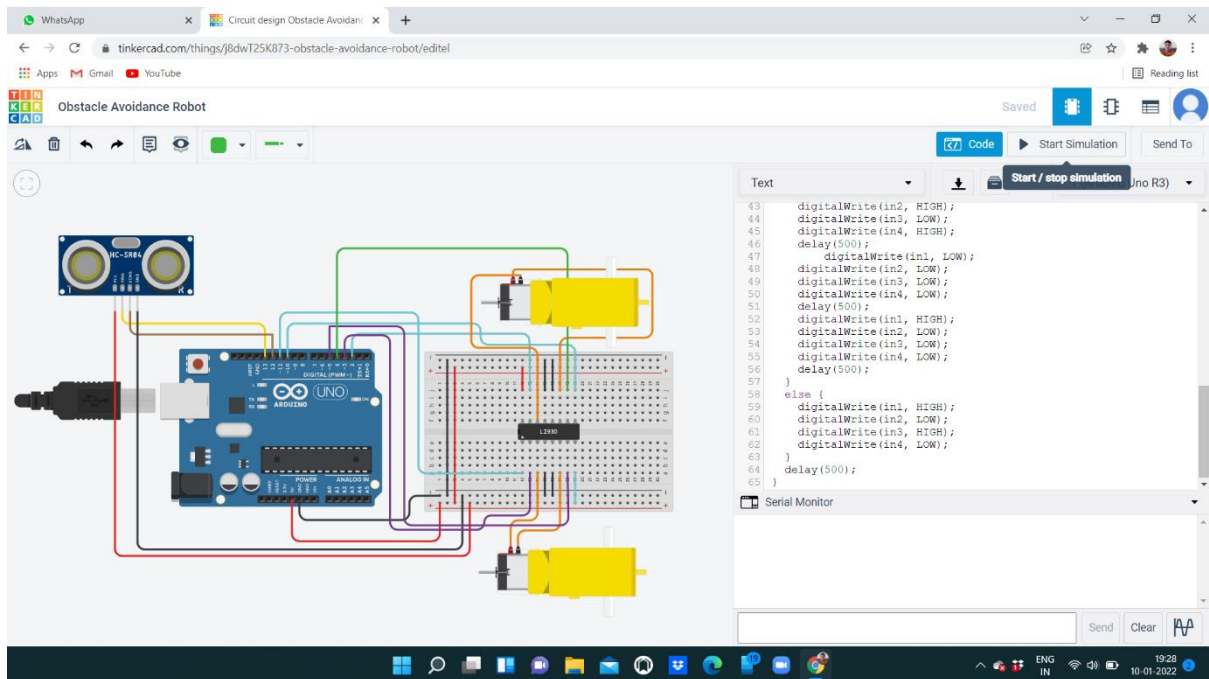 WhatsApp
Circuit design Obstacle Avoidanc
tinkercad.com/things/j8dwT25K873-obstacle-avoidance-robot/editel
Apps Gmail YouTube Reading list
TIN
KER
CAD
Obstacle Avoidance Robot
Saved
Code
Start Simulation
Send To
Text
Start / stop simulation
Uno R3)
43 digitalWrite(in2, HIGH);
44 digitalWrite(in3, LOW);
45 digitalWrite(in4, HIGH);
46 delay(500);
47 digitalWrite(in1, LOW);
48 digitalWrite(in2, LOW);
49 digitalWrite(in3, LOW);
50 digitalWrite(in4, LOW);
51 delay(500);
52 digitalWrite(in1, HIGH);
53 digitalWrite(in2, LOW);
54 digitalWrite(in3, LOW);
55 digitalWrite(in4, LOW);
56 delay(500);
57 }
58 else {
59 digitalWrite(in1, HIGH);
60 digitalWrite(in2, LOW);
61 digitalWrite(in3, HIGH);
62 digitalWrite(in4, LOW);
63 }
64 delay(500);
65 }
HC-SR04
T R
DIGITAL (PWM~)
UNO
ARDUINO
POWER ANALOG IN
L293D
Serial Monitor
Send
Clear
19
ENG
IN
19:28
10-01-2022
2